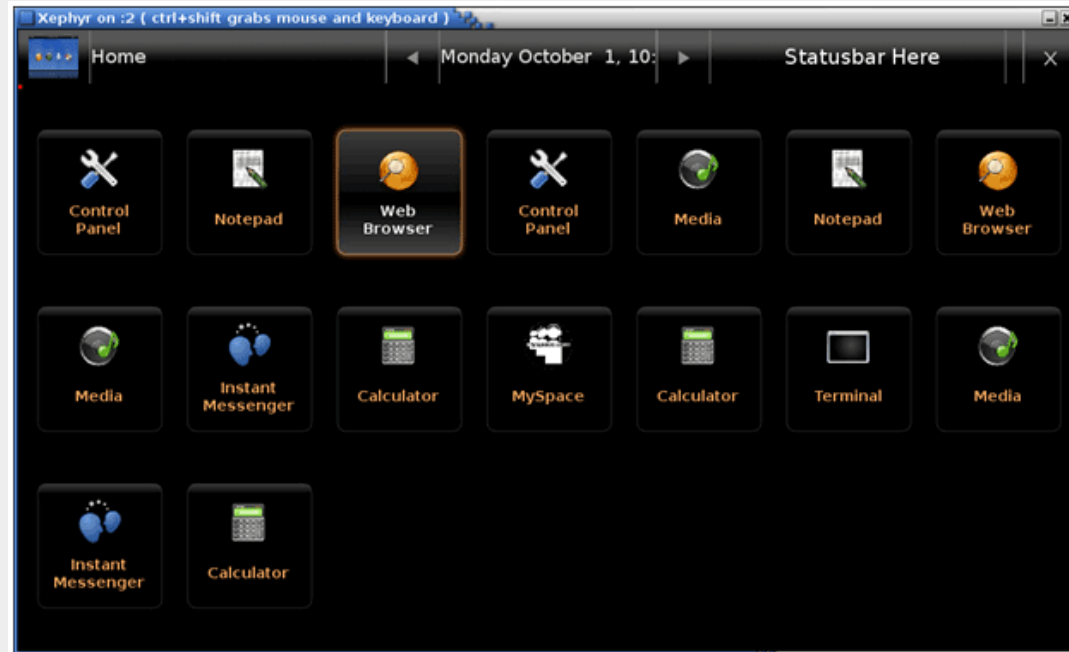 Xephyr on :2 ( ctrl+shift grabs mouse and keyboard )
Home
Monday October 1, 10:
Statusbar Here
Control
Panel
Notepad
Web
Browser
Control
Panel
Media
Notepad
Web
Browser
Media
Instant
Messenger
Calculator
MySpace
Calculator
Terminal
Media
Instant
Messenger
Calculator